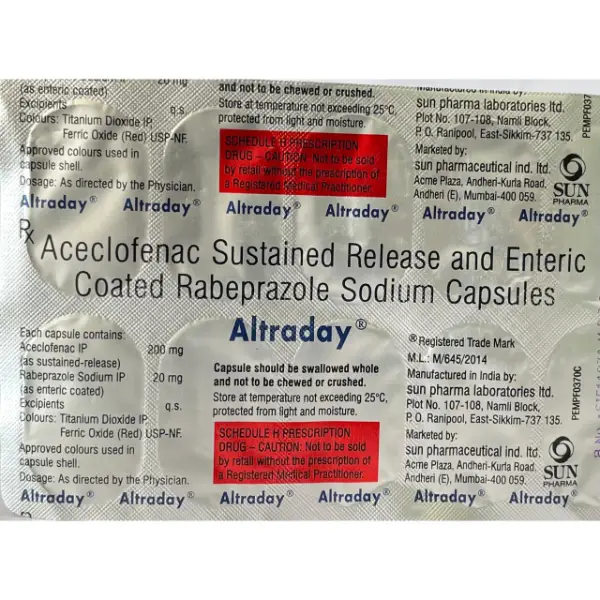 20 mg
(as enteric coated)
Excipients q.s.
Colours: Titanium Dioxide IP,
Ferric Oxide (Red) USP-NF.
Approved colours used in
capsule shell.
Dosage: As directed by the Physician.
and not to be chewed or crushed.
Store at temperature not exceeding 25°C,
protected from light and moisture.
SCHEDULE H PRESCRIPTION
DRUG – CAUTION: Not to be sold
by retail without the prescription of
a Registered Medical Practitioner.
Manufactured in India by:
sun pharma laboratories ltd.
Plot No. 107-108, Namli Block,
P. O. Ranipool, East-Sikkim-737 135.
Marketed by:
sun pharmaceutical ind. ltd.
Acme Plaza, Andheri-Kurla Road,
Andheri (E), Mumbai-400 059.
SUN
PHARMA
PEMPF037
Altraday® Altraday® Altraday® Altraday® Altraday® Altraday®
Rx Aceclofenac Sustained Release and Enteric
Coated Rabeprazole Sodium Capsules
Altraday®
Each capsule contains:
Aceclofenac IP 200 mg
(as sustained-release)
Rabeprazole Sodium IP 20 mg
(as enteric coated)
Excipients q.s.
Colours: Titanium Dioxide IP,
Ferric Oxide (Red) USP-NF.
Approved colours used in
capsule shell.
Dosage: As directed by the Physician.
Capsule should be swallowed whole
and not to be chewed or crushed.
Store at temperature not exceeding 25°C,
protected from light and moisture.
SCHEDULE H PRESCRIPTION
DRUG – CAUTION: Not to be sold
by retail without the prescription of
a Registered Medical Practitioner.
® Registered Trade Mark
M.L.: M/645/2014
Manufactured in India by:
sun pharma laboratories ltd.
Plot No. 107-108, Namli Block,
P. O. Ranipool, East-Sikkim-737 135.
Marketed by:
sun pharmaceutical ind. ltd.
Acme Plaza, Andheri-Kurla Road,
Andheri (E), Mumbai-400 059.
SUN
PHARMA
PEMPF0370C
Altraday® Altraday® Altraday® Altraday® Altraday® Altraday®